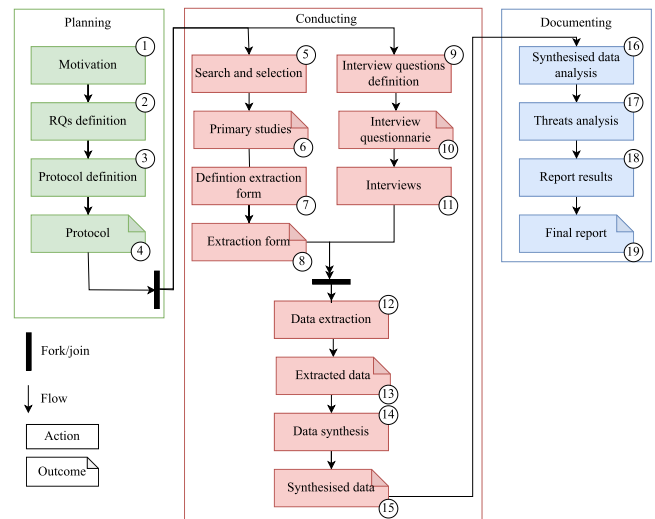 Planning
1
Motivation
2
RQs definition
3
Protocol definition
Protocol
4
Fork/join
Flow
Action
Outcome
Conducting
5
Search and selection
Primary studies
6
Defintion extraction
form
7
Extraction form
8
9
Interview questions
definition
Interview
questionnarie
10
Interviews
11
12
Data extraction
Extracted data
13
14
Data synthesis
Synthesised data
15
Documenting
16
Synthesised data
analysis
17
Threats analysis
18
Report results
Final report
19